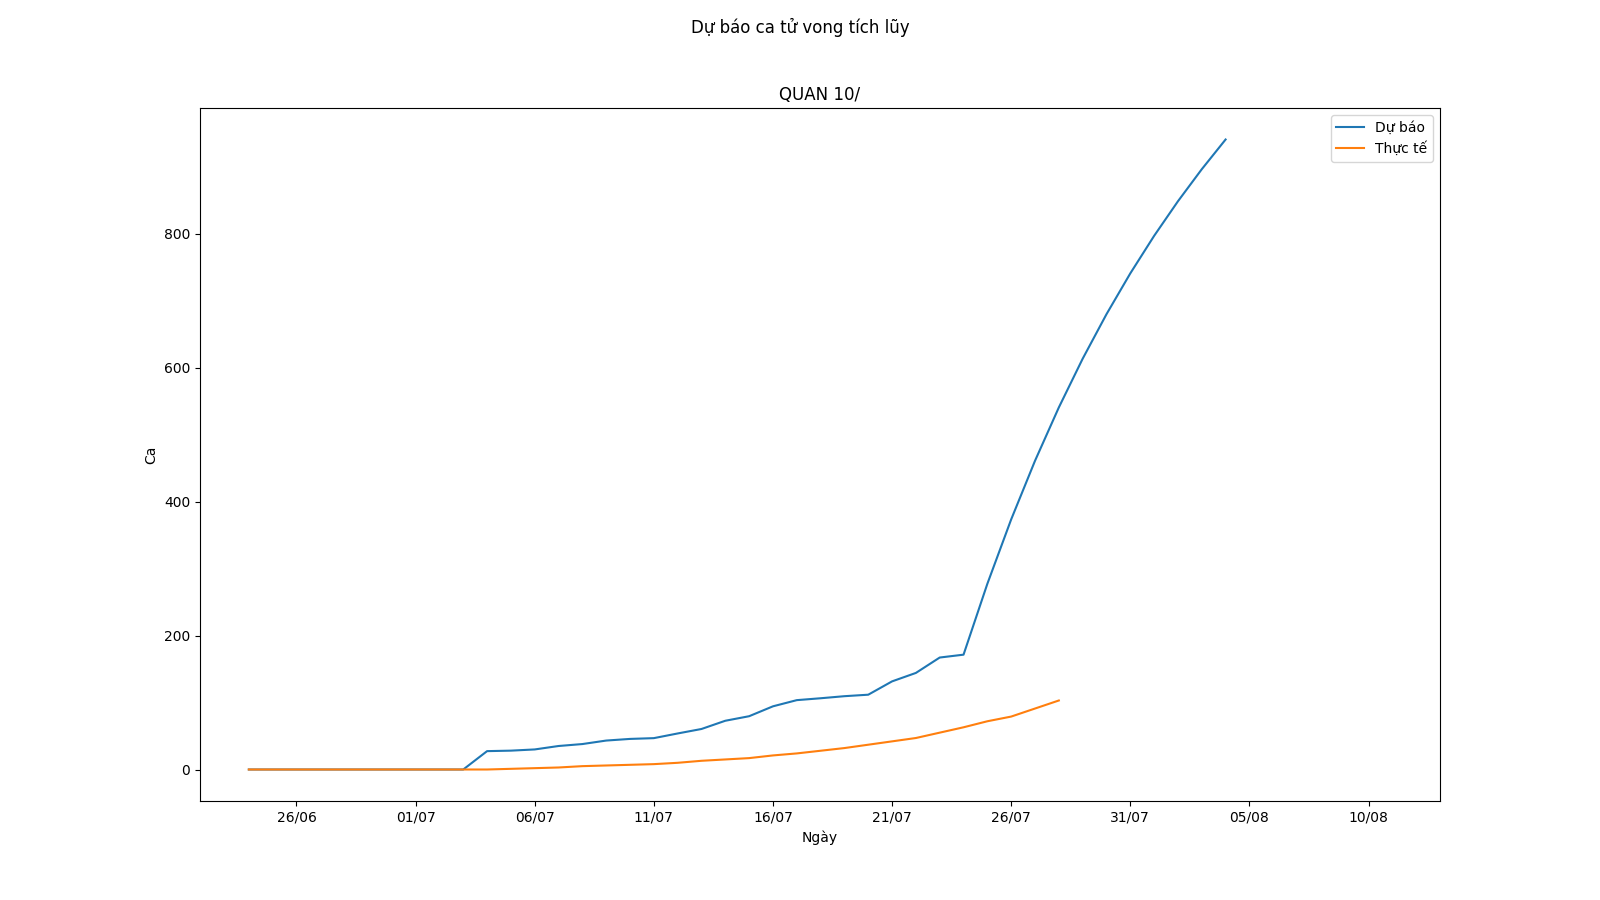 Dự báo ca tử vong tích lũy
QUAN 10/
Dự báo
Thực tế
800
600
400
200
0
Ca
26/06 01/07 06/07 11/07 16/07 21/07 26/07 31/07 05/08 10/08
Ngày